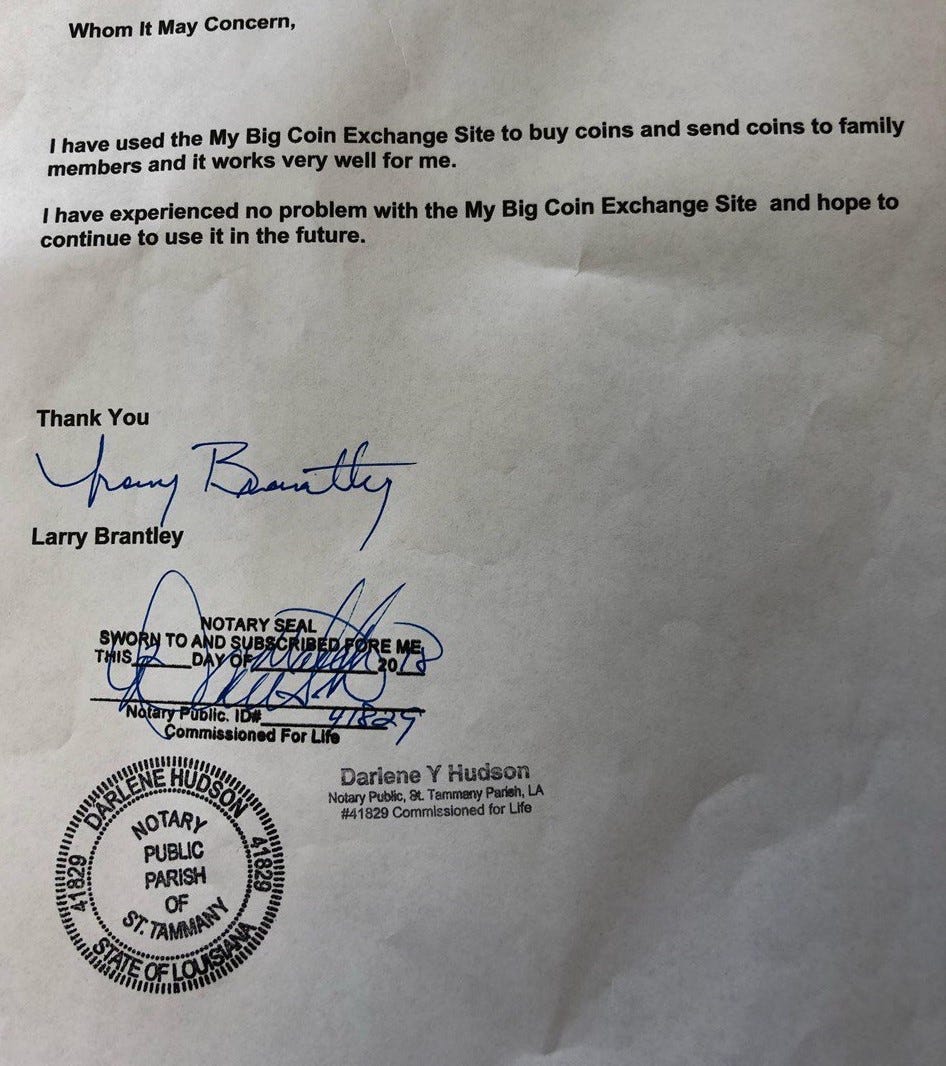 Whom It May Concern,
I have used the My Big Coin Exchange Site to buy coins and send coins to family
members and it works very well for me.
I have experienced no problem with the My Big Coin Exchange Site and hope to
continue to use it in the future.
Thank You
Larry Brantley
Larry Brantley
NOTARY SEAL
SWORN TO AND SUBSCRIBED FORE ME,
THIS 12 DAY OF March 2018
Notary Public. ID# 41829
Commissioned For Life
Darlene Y Hudson
Notary Public, St. Tammany Parish, LA
#41829 Commissioned for Life
DARLENE HUDSON
41829
41829
NOTARY
PUBLIC
PARISH
OF
ST. TAMMANY
STATE OF LOUISIANA